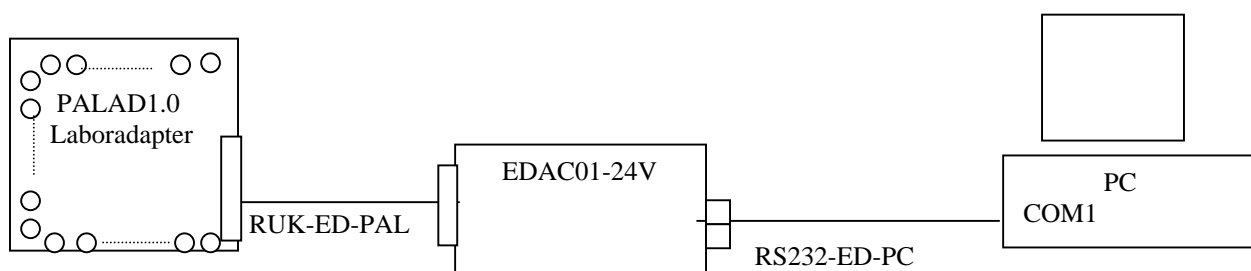 PALAD1.0
Laboradapter
RUK-ED-PAL
EDAC01-24V
RS232-ED-PC
PC
COM1